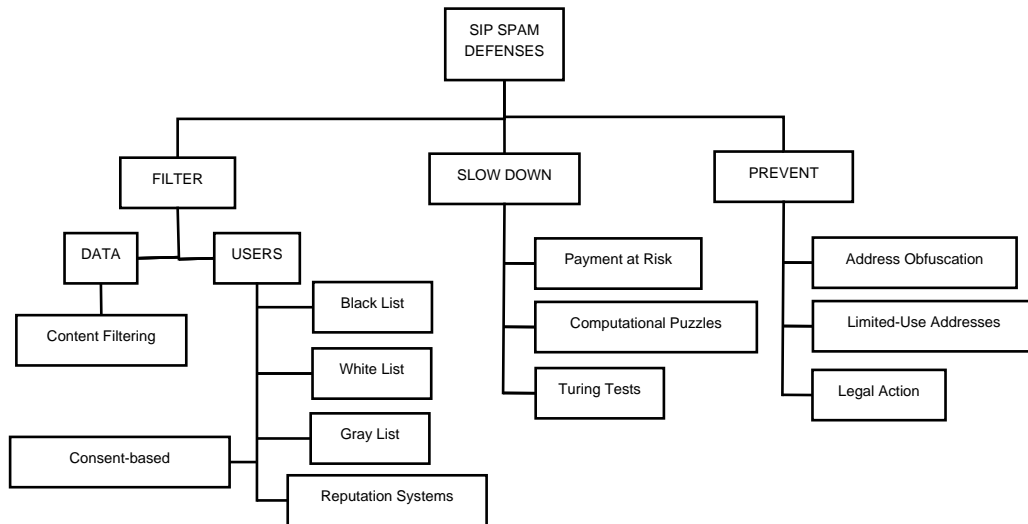 SIP SPAM
DEFENSES
FILTER
SLOW DOWN
PREVENT
DATA
USERS
Payment at Risk
Address Obfuscation
Content Filtering
Black List
Computational Puzzles
Limited-Use Addresses
White List
Turing Tests
Legal Action
Gray List
Consent-based
Reputation Systems